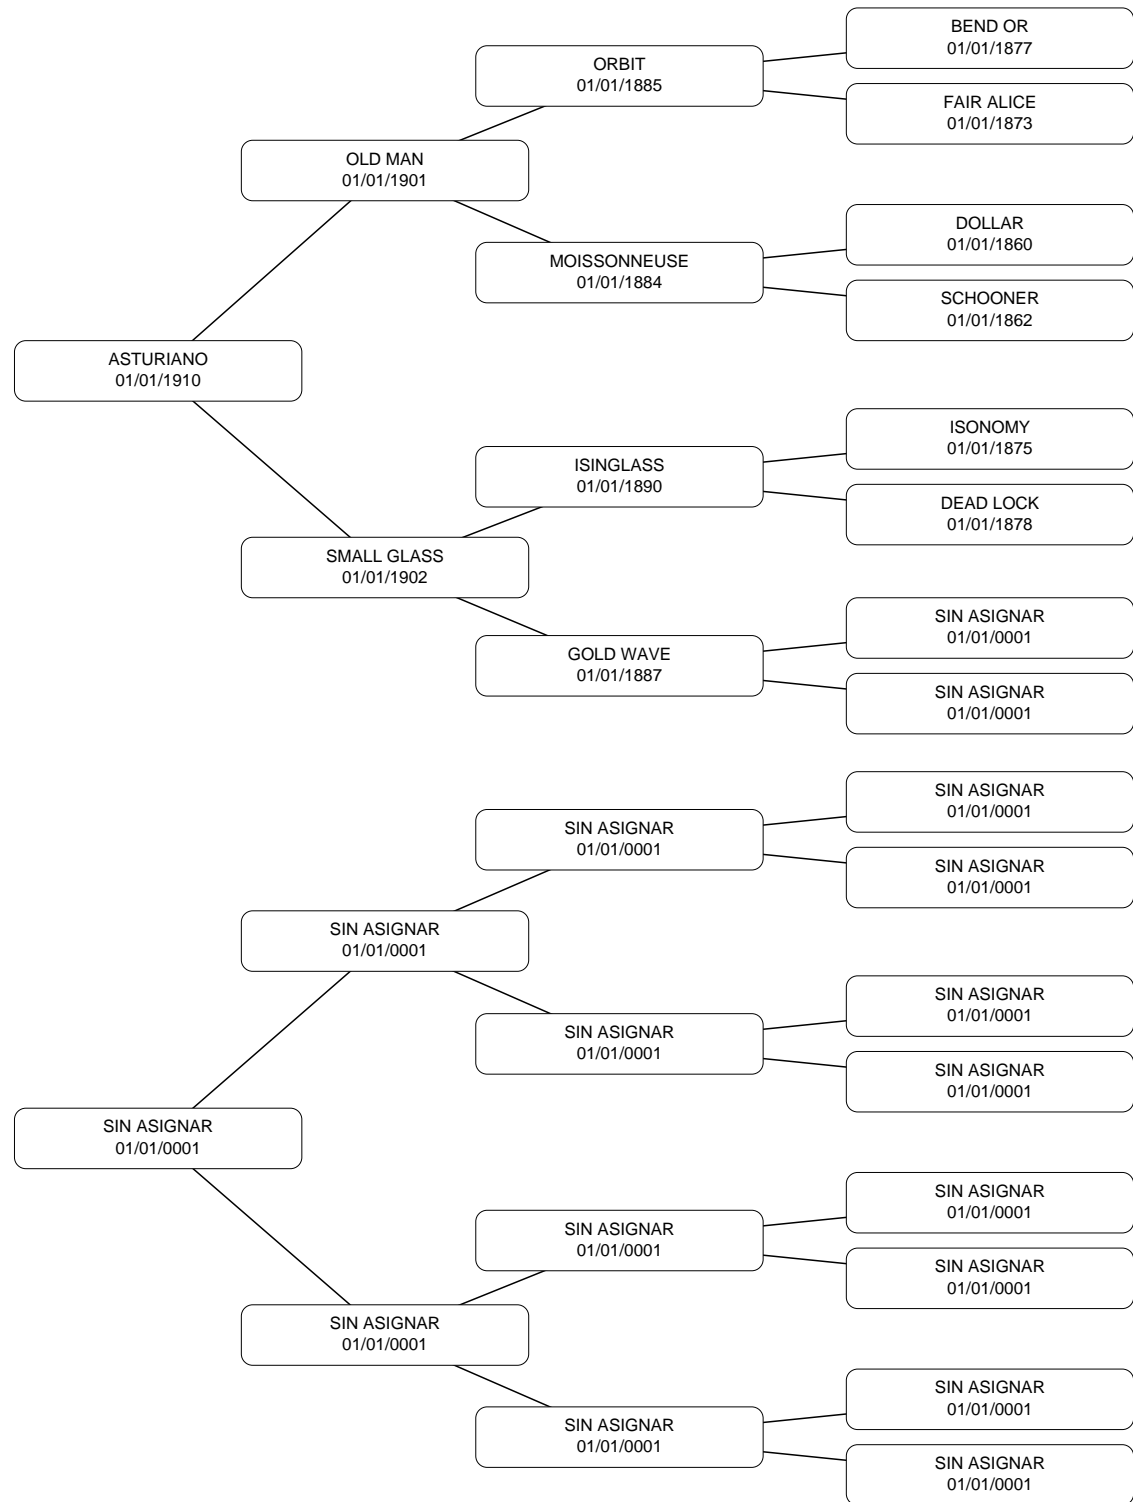 BEND OR
01/01/1877
ORBIT
01/01/1885
FAIR ALICE
01/01/1873
OLD MAN
01/01/1901
DOLLAR
01/01/1860
MOISSONNEUSE
01/01/1884
SCHOONER
01/01/1862
ASTURIANO
01/01/1910
ISONOMY
01/01/1875
ISINGLASS
01/01/1890
DEAD LOCK
01/01/1878
SMALL GLASS
01/01/1902
SIN ASIGNAR
01/01/0001
GOLD WAVE
01/01/1887
SIN ASIGNAR
01/01/0001
SIN ASIGNAR
01/01/0001
SIN ASIGNAR
01/01/0001
SIN ASIGNAR
01/01/0001
SIN ASIGNAR
01/01/0001
SIN ASIGNAR
01/01/0001
SIN ASIGNAR
01/01/0001
SIN ASIGNAR
01/01/0001
SIN ASIGNAR
01/01/0001
SIN ASIGNAR
01/01/0001
SIN ASIGNAR
01/01/0001
SIN ASIGNAR
01/01/0001
SIN ASIGNAR
01/01/0001
SIN ASIGNAR
01/01/0001
SIN ASIGNAR
01/01/0001
SIN ASIGNAR
01/01/0001